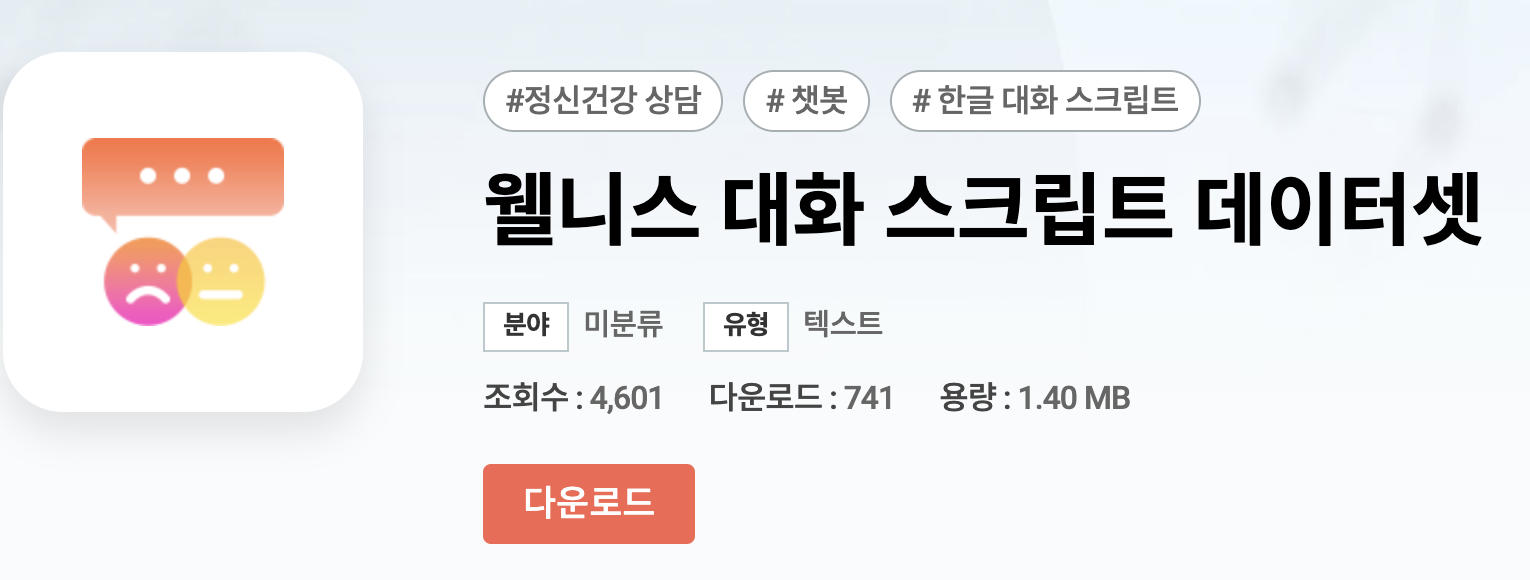 #정신건강 상담 # 챗봇 # 한글 대화 스크립트
웰니스 대화 스크립트 데이터셋
분야 미분류 유형 텍스트
조회수 : 4,601 다운로드 : 741 용량 : 1.40 MB
다운로드